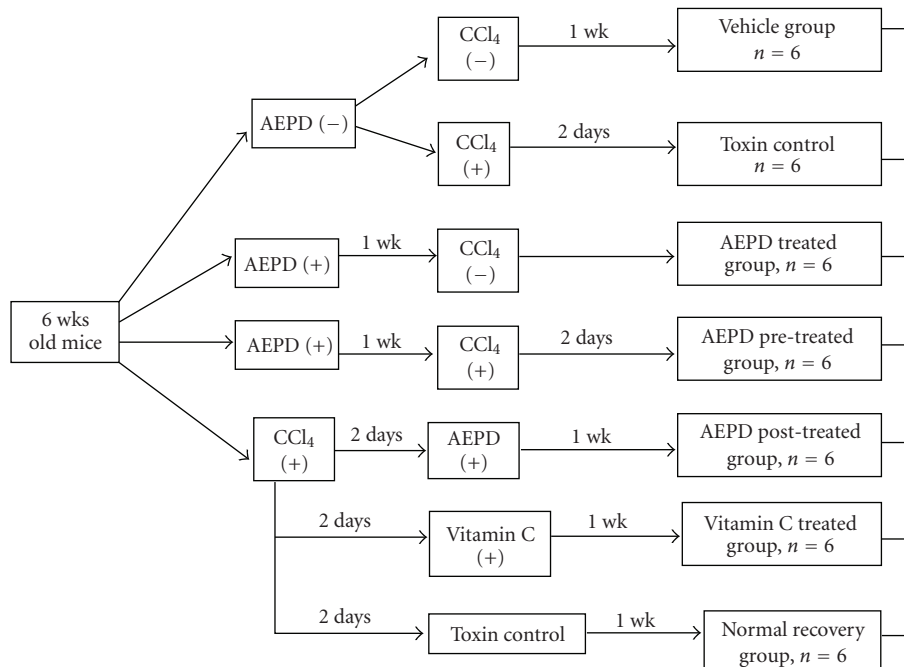 CCl4
(−)
1 wk
Vehicle group
n = 6
AEPD (−)
CCl4
(+)
2 days
Toxin control
n = 6
AEPD (+)
1 wk
CCl4
(−)
AEPD treated
group, n = 6
6 wks
old mice
AEPD (+)
1 wk
CCl4
(+)
2 days
AEPD pre-treated
group, n = 6
CCl4
(+)
2 days
AEPD
(+)
1 wk
AEPD post-treated
group, n = 6
2 days
Vitamin C
(+)
1 wk
Vitamin C treated
group, n = 6
2 days
Toxin control
1 wk
Normal recovery
group, n = 6